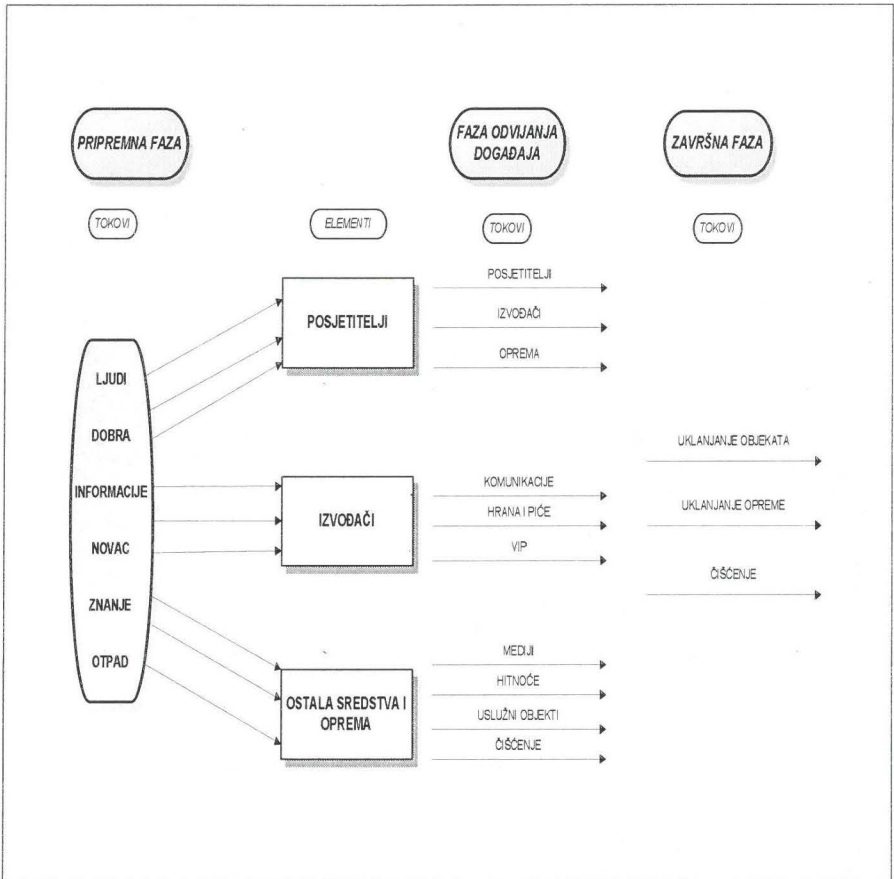 PRIPREMNA FAZA
FAZA ODVIJANJA
DOGAĐAJA
ZAVRŠNA FAZA
TOKOVI
ELEMENTI
TOKOVI
TOKOVI
LJUDI
DOBRA
INFORMACIJE
NOVAC
ZNANJE
OTPAD
POSJETITELJI
IZVOĐAČI
OSTALA SREDSTVA I
OPREMA
POSJETITELJI
IZVOĐAČI
OPREMA
KOMUNIKACIJE
HRANA I PIĆE
VIP
MEDIJI
HITNOĆE
USLUŽNI OBJEKTI
ČIŠĆENJE
UKLANJANJE OBJEKATA
UKLANJANJE OPREME
ČIŠĆENJE